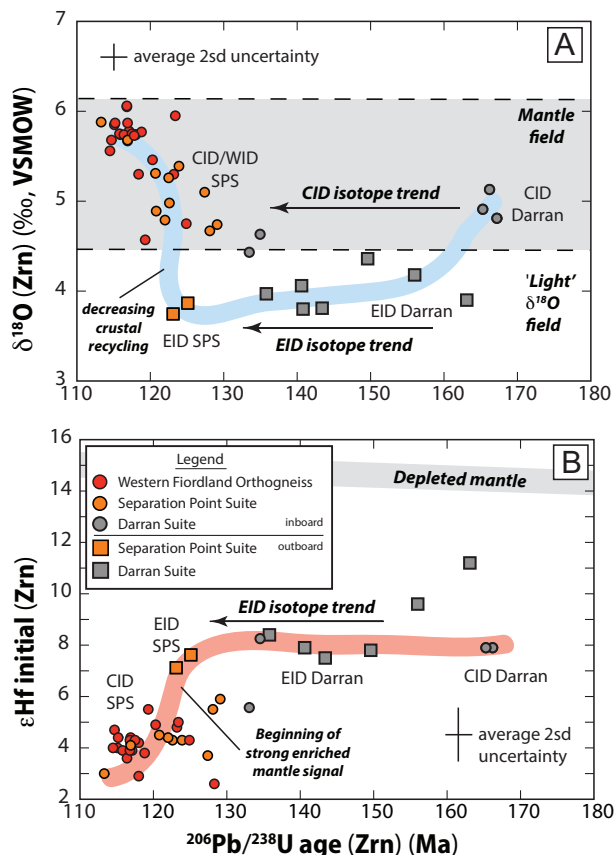 A
average 2sd uncertainty
Mantle
field
CID/WID
SPS
CID isotope trend
CID
Darran
decreasing
crustal
recycling
EID SPS
EID Darran
EID isotope trend
'Light'
δ18O
field
7
6
5
4
3
δ18O (Zrn) (‰, VSMOW)
110 120 130 140 150 160 170 180
B
Depleted mantle
Legend
Western Fiordland Orthogneiss
Separation Point Suite
Darran Suite inboard
Separation Point Suite outboard
Darran Suite
EID isotope trend
EID
SPS
CID
SPS
EID Darran
CID Darran
Beginning of
strong enriched
mantle signal
average 2sd
uncertainty
16
14
12
10
8
6
4
2
εHf initial (Zrn)
110 120 130 140 150 160 170 180
206Pb/238U age (Zrn) (Ma)